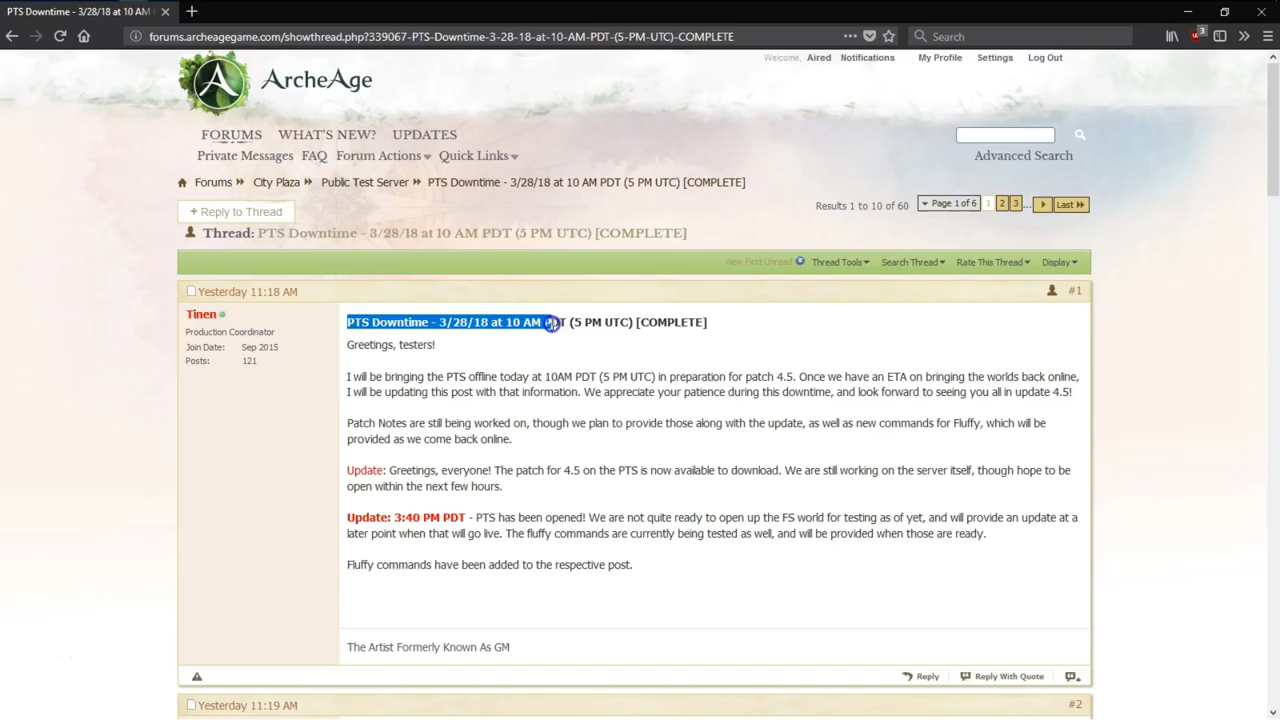 PTS Downtime - 3/28/18 at 10 AM
forums.archeagegame.com/showthread.php?339067-PTS-Downtime-3-28-18-at-10-AM-PDT-(5-PM-UTC)-COMPLETE
Search
3
Welcome, Aired Notifications My Profile Settings Log Out
ArcheAge
FORUMS WHAT'S NEW? UPDATES
Private Messages FAQ Forum Actions Quick Links
Advanced Search
Forums City Plaza Public Test Server PTS Downtime - 3/28/18 at 10 AM PDT (5 PM UTC) [COMPLETE]
+ Reply to Thread
Results 1 to 10 of 60 Page 1 of 6 1 2 3 ... Last
Thread: PTS Downtime - 3/28/18 at 10 AM PDT (5 PM UTC) [COMPLETE]
View First Unread Thread Tools Search Thread Rate This Thread Display
Yesterday 11:18 AM #1
Tinen
Production Coordinator
Join Date: Sep 2015
Posts: 121
PTS Downtime - 3/28/18 at 10 AM PDT (5 PM UTC) [COMPLETE]
Greetings, testers!
I will be bringing the PTS offline today at 10AM PDT (5 PM UTC) in preparation for patch 4.5. Once we have an ETA on bringing the worlds back online,
I will be updating this post with that information. We appreciate your patience during this downtime, and look forward to seeing you all in update 4.5!
Patch Notes are still being worked on, though we plan to provide those along with the update, as well as new commands for Fluffy, which will be
provided as we come back online.
Update: Greetings, everyone! The patch for 4.5 on the PTS is now available to download. We are still working on the server itself, though hope to be
open within the next few hours.
Update: 3:40 PM PDT - PTS has been opened! We are not quite ready to open up the FS world for testing as of yet, and will provide an update at a
later point when that will go live. The fluffy commands are currently being tested as well, and will be provided when those are ready.
Fluffy commands have been added to the respective post.
The Artist Formerly Known As GM
Reply Reply With Quote
Yesterday 11:19 AM #2